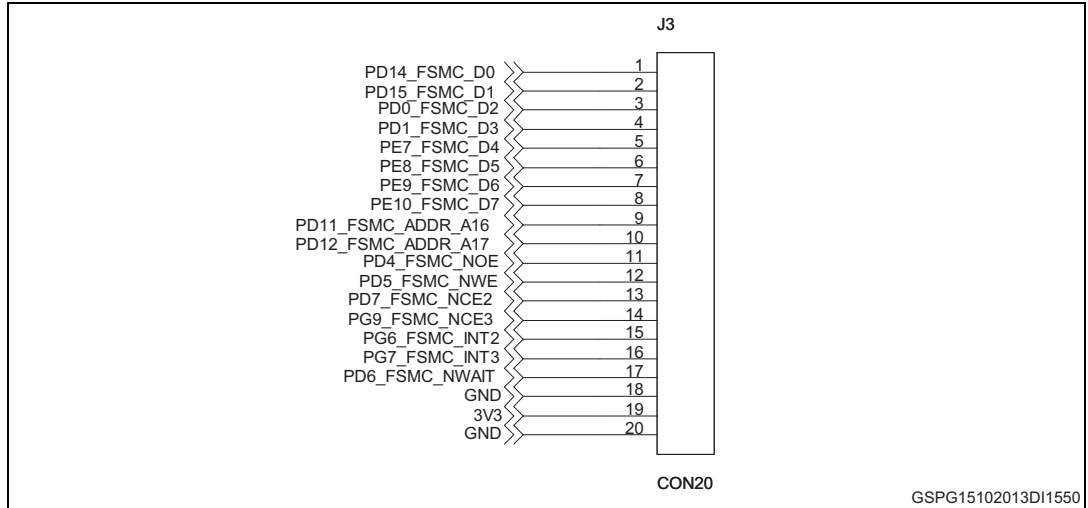 J3
PD14_FSMC_D0 1
PD15_FSMC_D1 2
PD0_FSMC_D2 3
PD1_FSMC_D3 4
PE7_FSMC_D4 5
PE8_FSMC_D5 6
PE9_FSMC_D6 7
PE10_FSMC_D7 8
PD11_FSMC_ADDR_A16 9
PD12_FSMC_ADDR_A17 10
PD4_FSMC_NOE 11
PD5_FSMC_NWE 12
PD7_FSMC_NCE2 13
PG9_FSMC_NCE3 14
PG6_FSMC_INT2 15
PG7_FSMC_INT3 16
PD6_FSMC_NWAIT 17
GND 18
3V3 19
GND 20
CON20
GSPG15102013DI1550